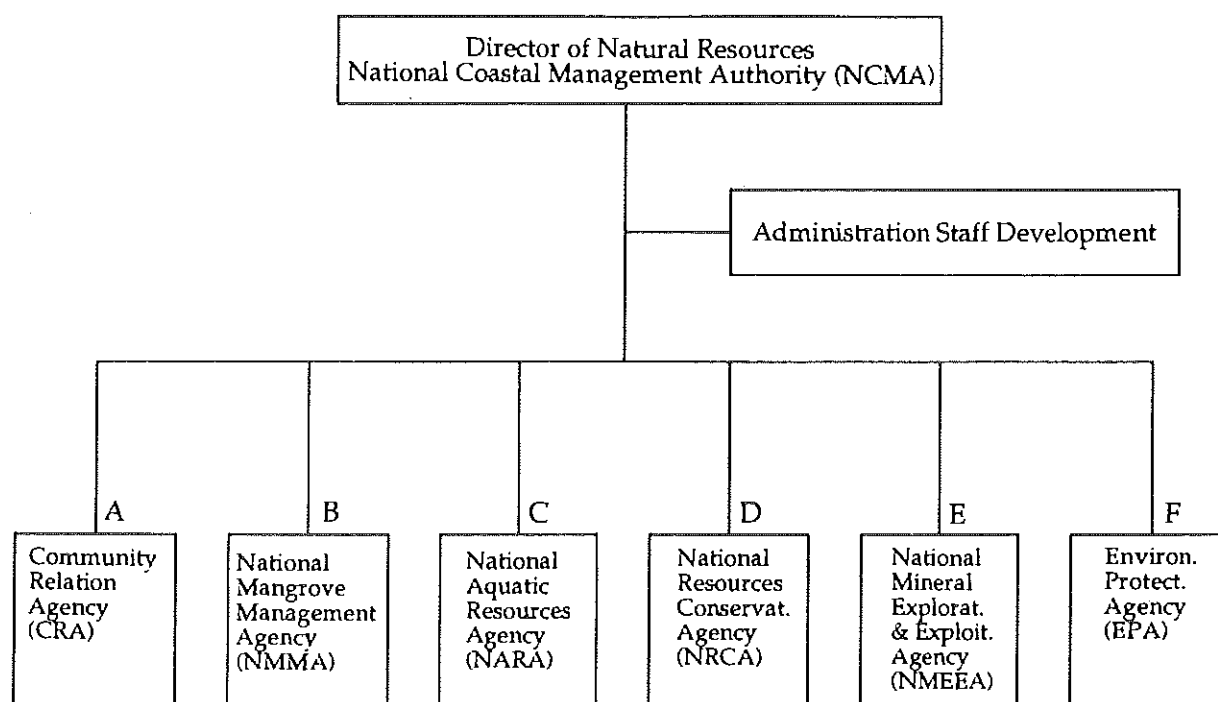 Director of Natural Resources
National Coastal Management Authority (NCMA)
Administration Staff Development
A
Community
Relation
Agency
(CRA)
B
National
Mangrove
Management
Agency
(NMMA)
C
National
Aquatic
Resources
Agency
(NARA)
D
National
Resources
Conservat.
Agency
(NRCA)
E
National
Mineral
Explorat.
& Exploit.
Agency
(NMEEA)
F
Environ.
Protect.
Agency
(EPA)